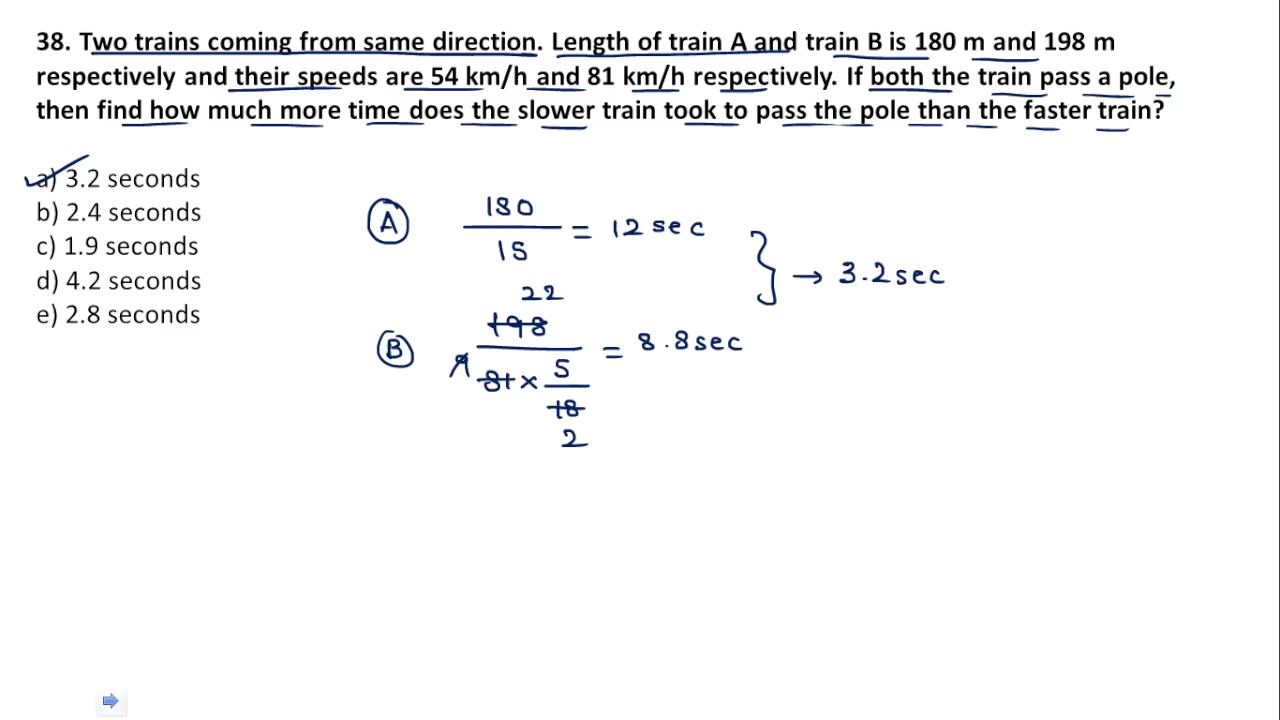 38. Two trains coming from same direction. Length of train A and train B is 180 m and 198 m
respectively and their speeds are 54 km/h and 81 km/h respectively. If both the train pass a pole,
then find how much more time does the slower train took to pass the pole than the faster train?
a) 3.2 seconds
b) 2.4 seconds
c) 1.9 seconds
d) 4.2 seconds
e) 2.8 seconds
A
180
= 12 sec
15
} → 3.2 sec
22
198
B
= 8.8 sec
9 81 × 5
18
2